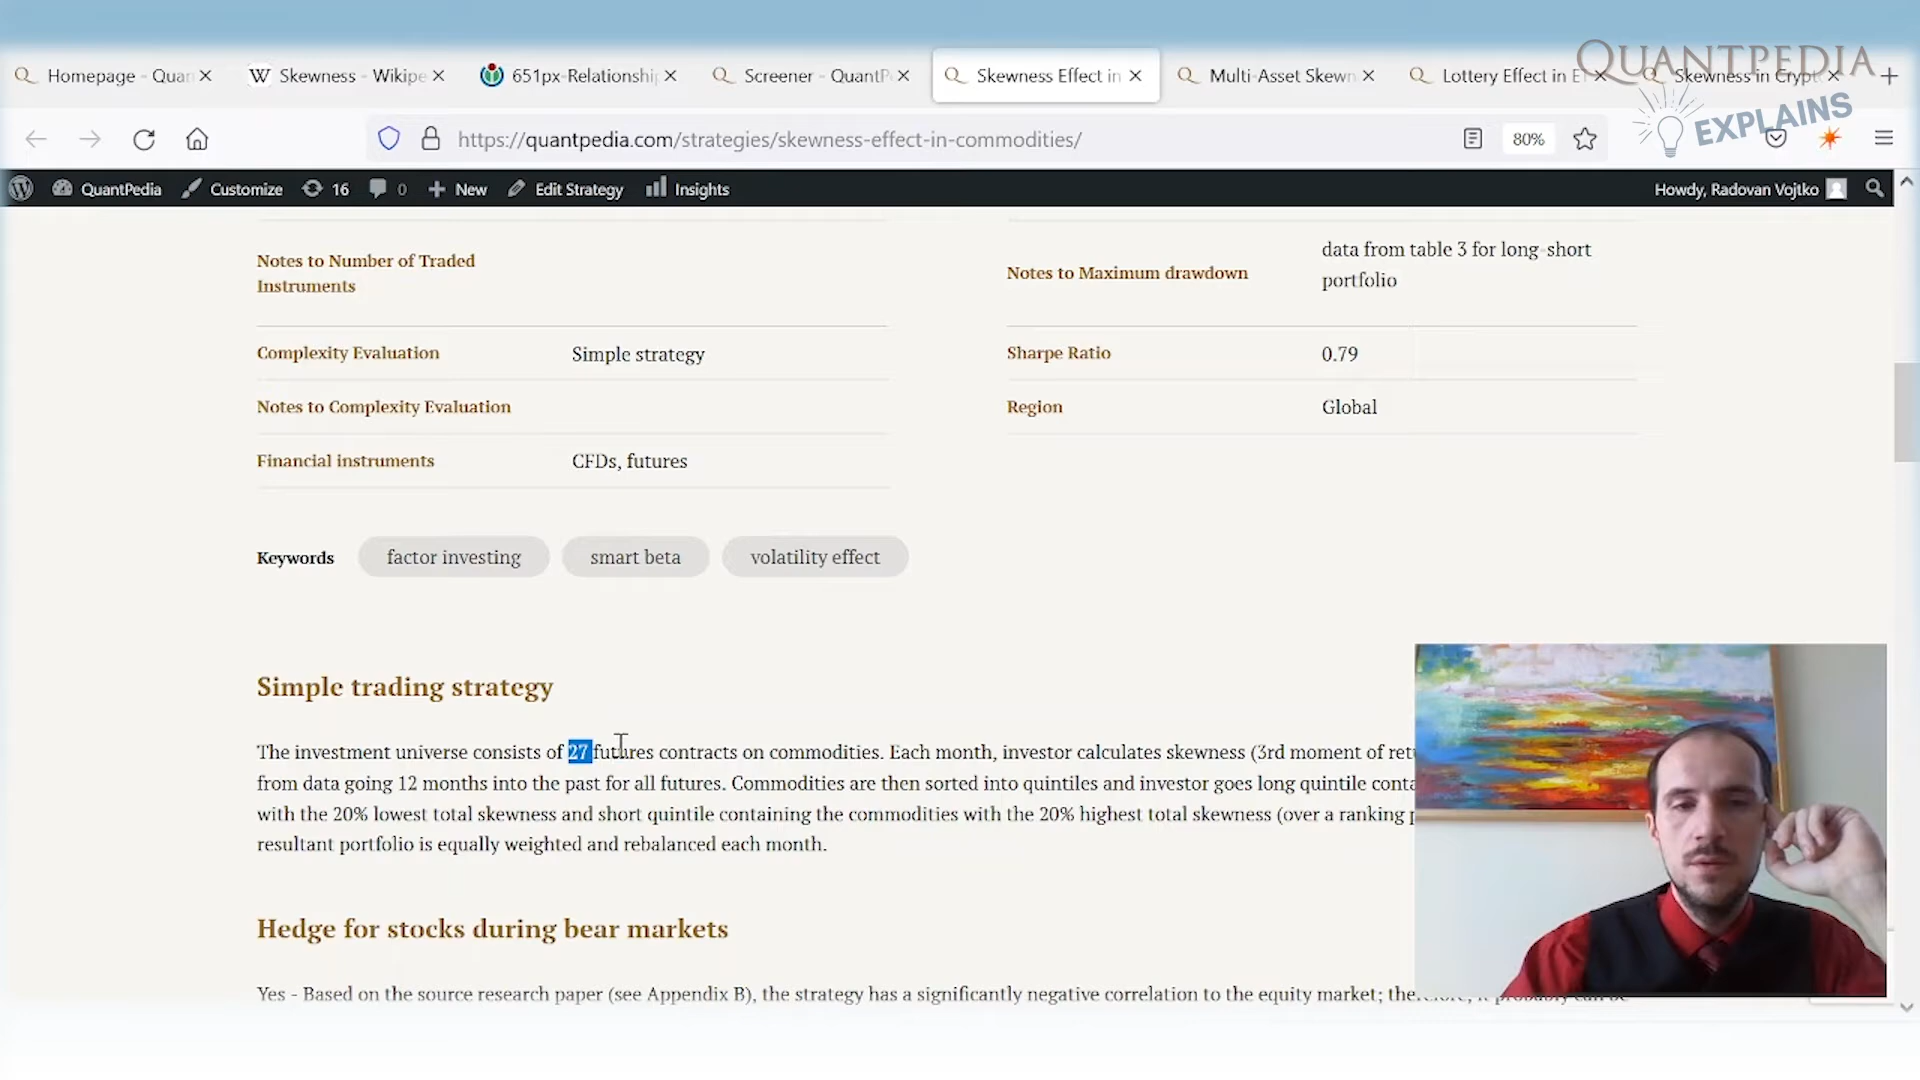 QUANTPEDIA
EXPLAINS
Homepage - Quan
Skewness - Wikipe
651px-Relationshi
Screener - QuantP
Skewness Effect in
Multi-Asset Skewn
Lottery Effect in ET
Skewness in Crypto
https://quantpedia.com/strategies/skewness-effect-in-commodities/
80%
QuantPedia
Customize
16
0
New
Edit Strategy
Insights
Howdy, Radovan Vojtko
Notes to Number of Traded
Instruments
Notes to Maximum drawdown
data from table 3 for long-short
portfolio
Complexity Evaluation
Simple strategy
Sharpe Ratio
0.79
Notes to Complexity Evaluation
Region
Global
Financial instruments
CFDs, futures
Keywords
factor investing
smart beta
volatility effect
Simple trading strategy
The investment universe consists of 27 futures contracts on commodities. Each month, investor calculates skewness (3rd moment of retu
from data going 12 months into the past for all futures. Commodities are then sorted into quintiles and investor goes long quintile conta
with the 20% lowest total skewness and short quintile containing the commodities with the 20% highest total skewness (over a ranking p
resultant portfolio is equally weighted and rebalanced each month.
Hedge for stocks during bear markets
Yes - Based on the source research paper (see Appendix B), the strategy has a significantly negative correlation to the equity market; therefore, it probably can be